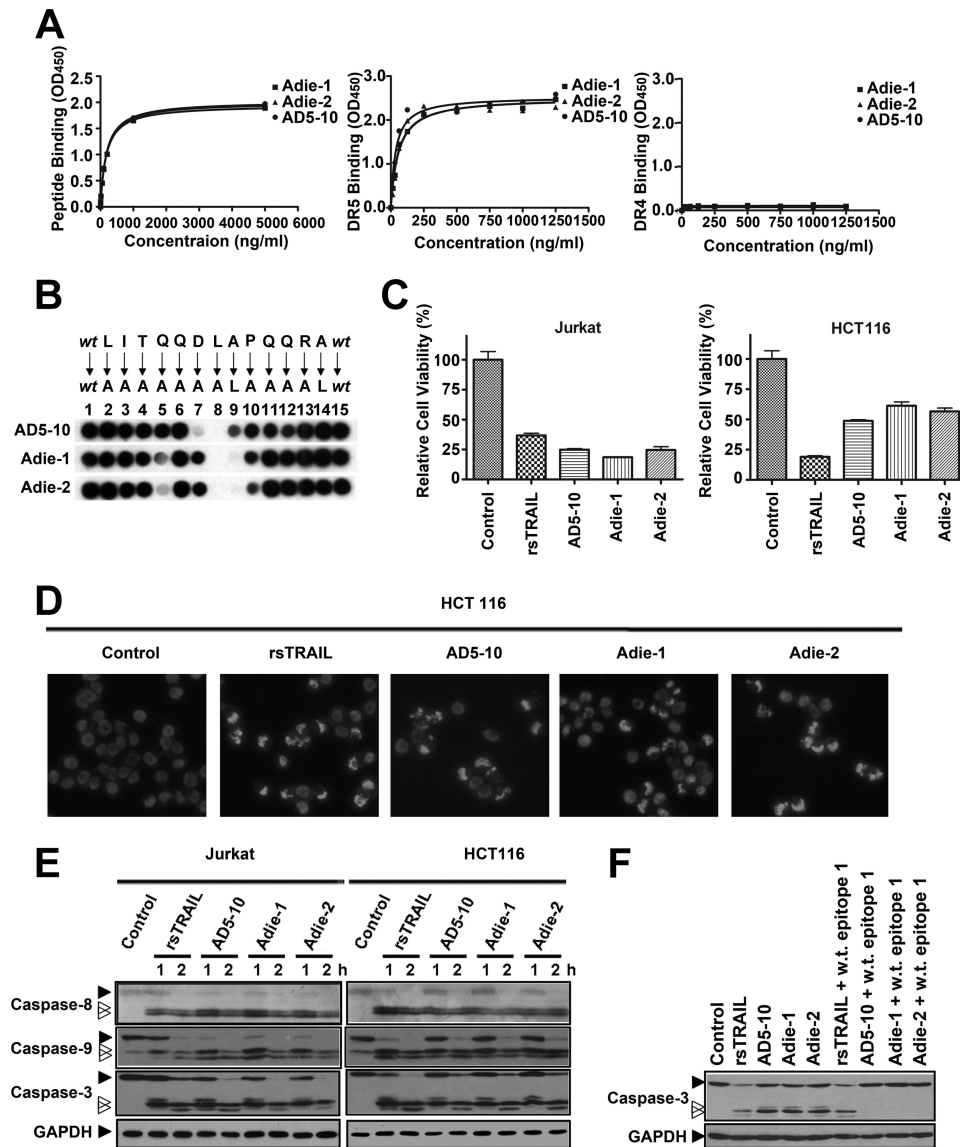 A
Peptide Binding (OD450)
2.5
2.0
1.5
1.0
0.5
0.0
0 1000 2000 3000 4000 5000 6000
Concentraion (ng/ml)
Adie-1
Adie-2
AD5-10
DR5 Binding (OD450)
3.0
2.0
1.0
0
0 250 500 750 1000 1250 1500
Concentration (ng/ml)
Adie-1
Adie-2
AD5-10
DR4 Binding (OD450)
3.0
2.0
1.0
0.0
0 250 500 750 1000 1250 1500
Concentration (ng/ml)
Adie-1
Adie-2
AD5-10
B
wt L I T Q Q D L A P Q Q R A wt
wt A A A A A A A L A A A A L wt
1 2 3 4 5 6 7 8 9 10 11 12 13 14 15
AD5-10
Adie-1
Adie-2
C
Relative Cell Viability (%)
Jurkat
100
75
50
25
0
Control
rsTRAIL
AD5-10
Adie-1
Adie-2
Relative Cell Viability (%)
HCT116
100
75
50
25
0
Control
rsTRAIL
AD5-10
Adie-1
Adie-2
D
HCT 116
Control rsTRAIL AD5-10 Adie-1 Adie-2
E
Jurkat HCT116
Control rsTRAIL AD5-10 Adie-1 Adie-2 Control rsTRAIL AD5-10 Adie-1 Adie-2
1 2 1 2 1 2 1 2 h 1 2 1 2 1 2 1 2 h
Caspase-8
Caspase-9
Caspase-3
GAPDH
F
Control
rsTRAIL
AD5-10
Adie-1
Adie-2
rsTRAIL + w.t. epitope 1
AD5-10 + w.t. epitope 1
Adie-1 + w.t. epitope 1
Adie-2 + w.t. epitope 1
Caspase-3
GAPDH